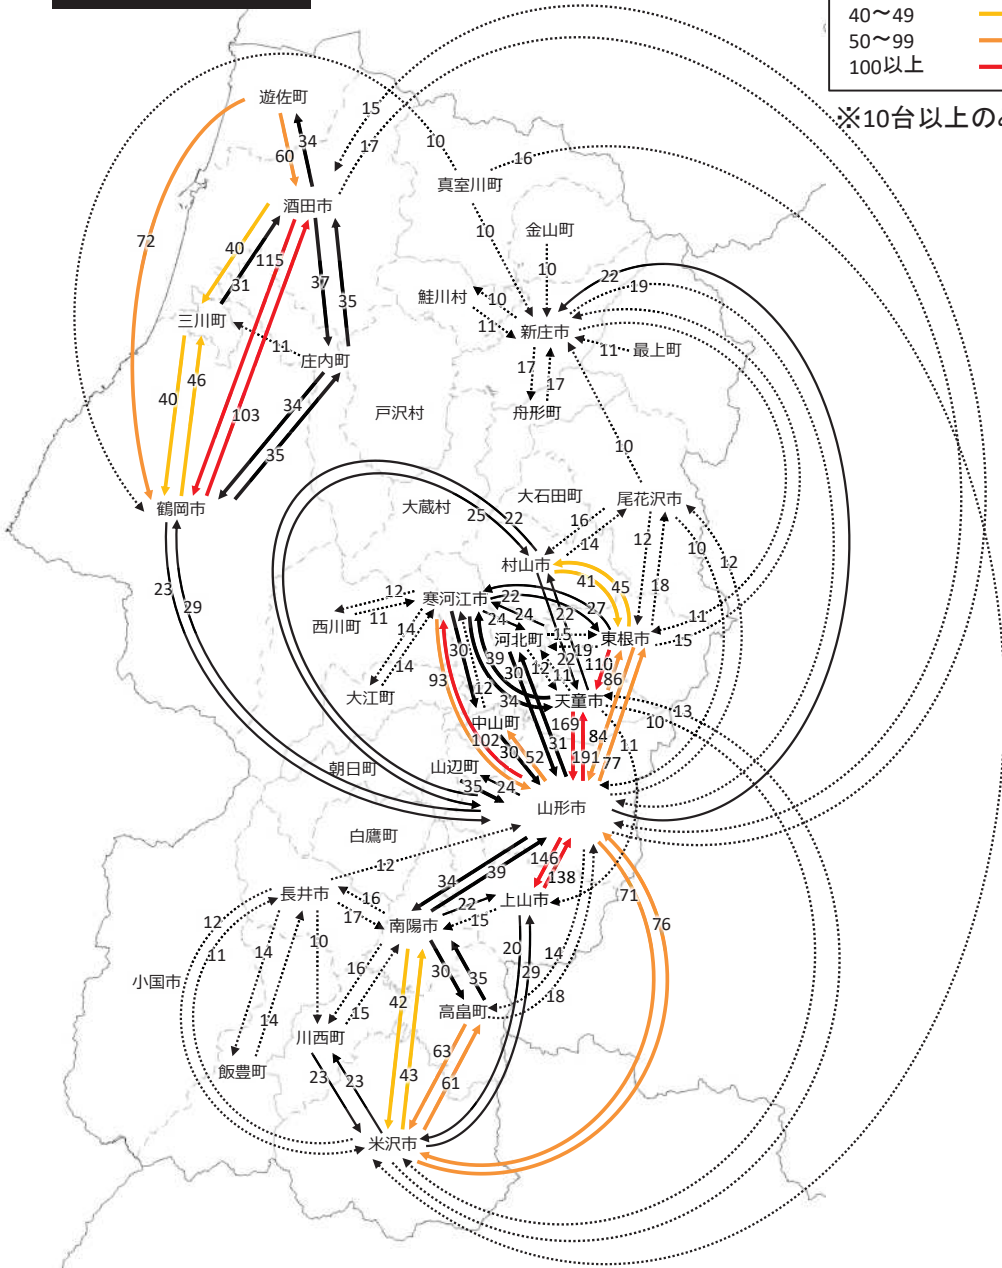 40～49
50～99
100以上
※10台以上のみ
遊佐町
15
34
17
10
60
16
真室川町
酒田市
金山町
10
72
40
115
37
10
22
19
31
35
鮭川村
10
三川町
11
新庄市
11
庄内町
11
最上町
17
17
46
40
34
103
舟形町
戸沢村
35
10
大石田町
尾花沢市
鶴岡市
大蔵村
25
22
16
14
12
10
12
村山市
41
45
18
23
29
12
寒河江市
22
22
27
11
西川町
11
14
24
24
河北町
15
19
東根市
15
14
30
39
12
22
110
11
93
30
86
大江町
12
34
天童市
10
13
中山町
169
84
11
102
30
52
31
191
77
朝日町
山辺町
35
24
山形市
白鷹町
12
34
39
146
138
長井市
16
22
上山市
71
12
17
南陽市
15
76
11
14
10
16
30
35
20
29
14
小国市
42
18
14
15
高畠町
川西町
63
飯豊町
23
23
43
61
米沢市